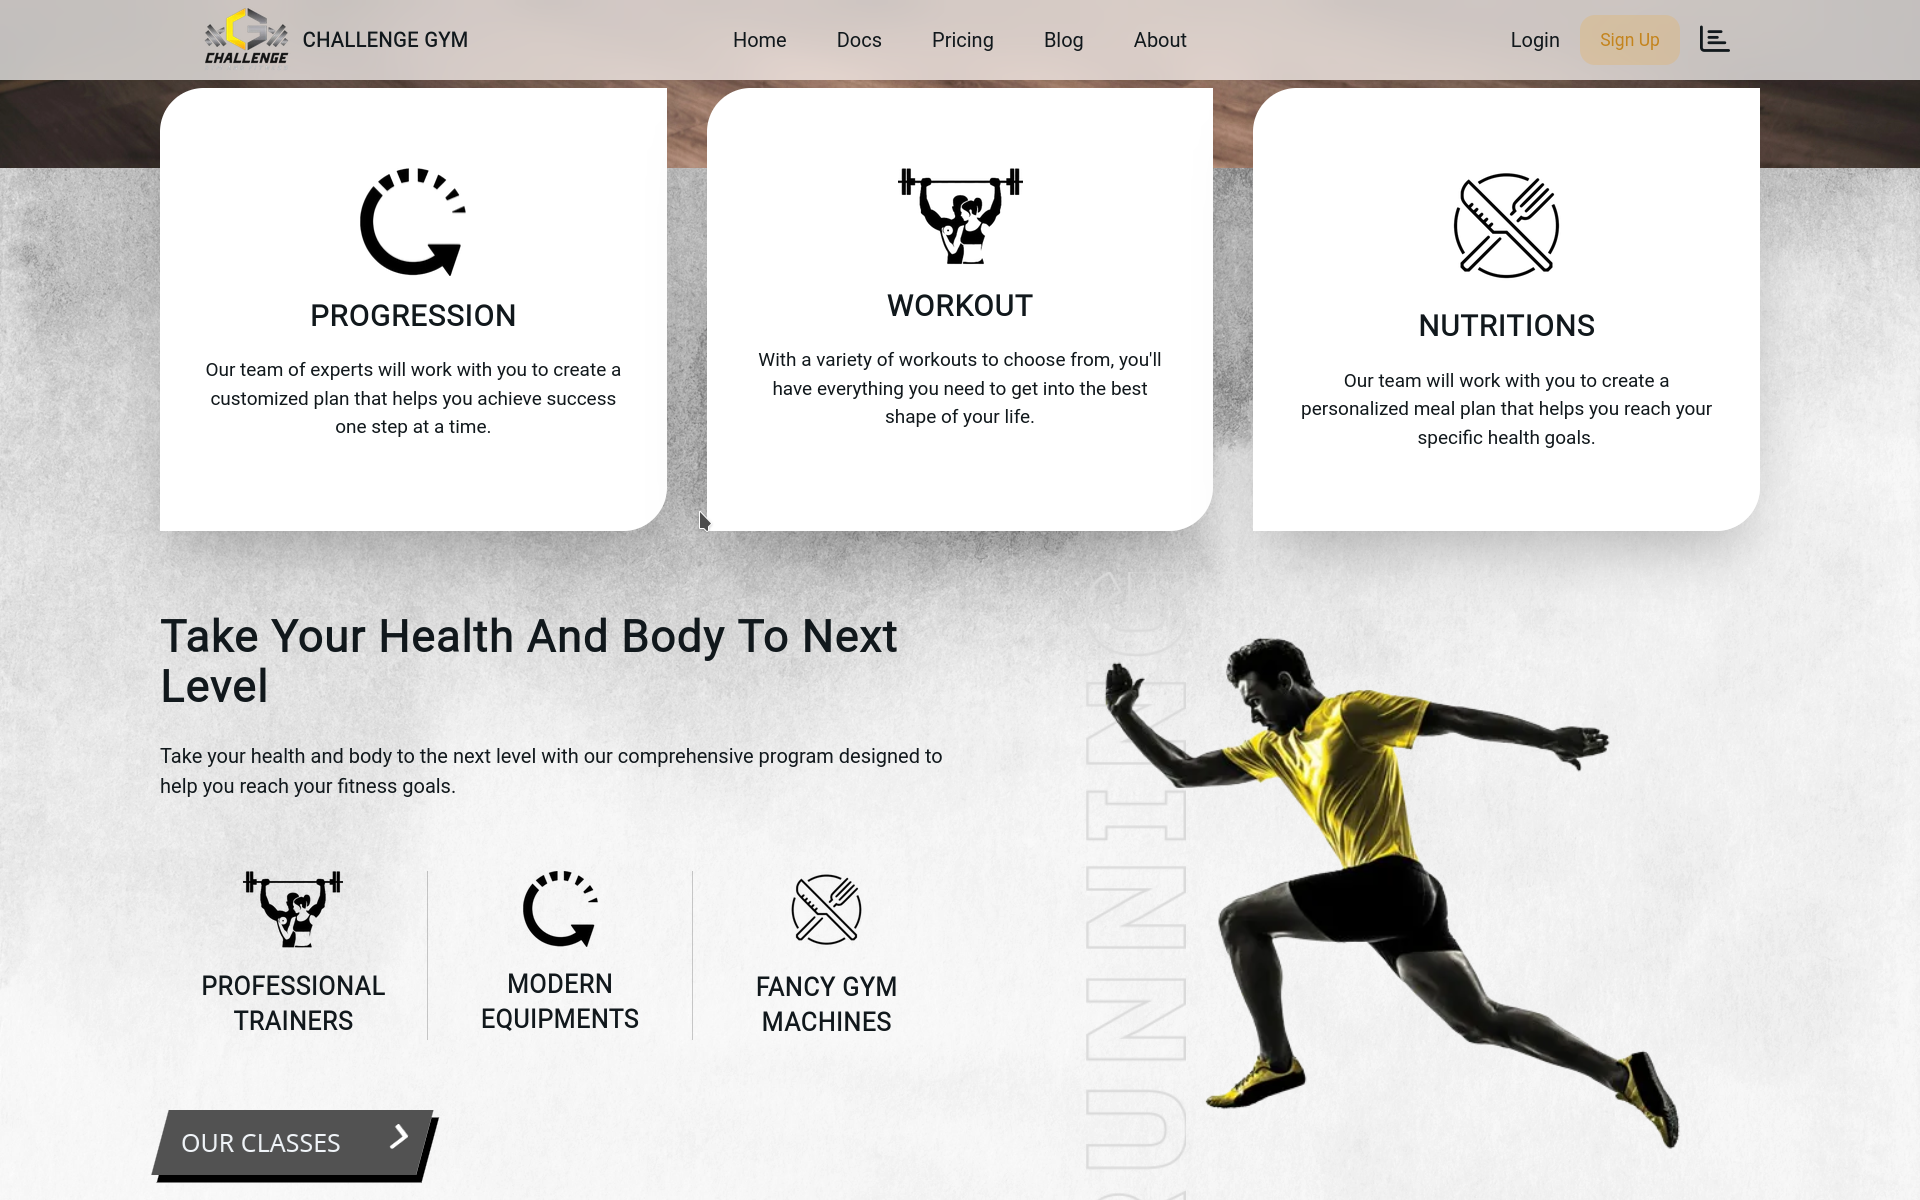 CHALLENGE
CHALLENGE GYM
Home
Docs
Pricing
Blog
About
Login
Sign Up
PROGRESSION
Our team of experts will work with you to create a
customized plan that helps you achieve success
one step at a time.
WORKOUT
With a variety of workouts to choose from, you'll
have everything you need to get into the best
shape of your life.
NUTRITIONS
Our team will work with you to create a
personalized meal plan that helps you reach your
specific health goals.
Take Your Health And Body To Next
Level
Take your health and body to the next level with our comprehensive program designed to
help you reach your fitness goals.
PROFESSIONAL
TRAINERS
MODERN
EQUIPMENTS
FANCY GYM
MACHINES
OUR CLASSES
RUNNING